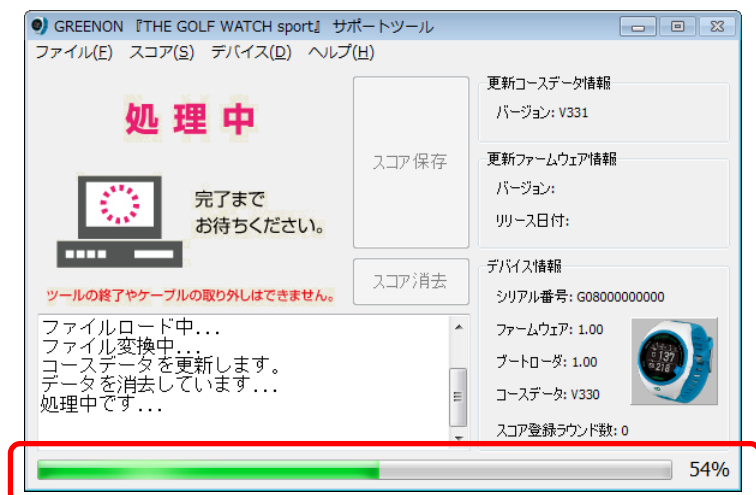 GREENON 『THE GOLF WATCH sport』 サポートツール
ファイル(F) スコア(S) デバイス(D) ヘルプ(H)
処理中
完了まで
お待ちください。
ツールの終了やケーブルの取り外しはできません。
スコア保存
スコア消去
更新コースデータ情報
バージョン: V331
更新ファームウェア情報
バージョン:
リリース日付:
デバイス情報
シリアル番号: G08000000000
ファームウェア: 1.00
ブートローダ: 1.00
コースデータ: V330
スコア登録ラウンド数: 0
ファイルロード中...
ファイル変換中...
コースデータを更新します。
データを消去しています...
処理中です...
54%